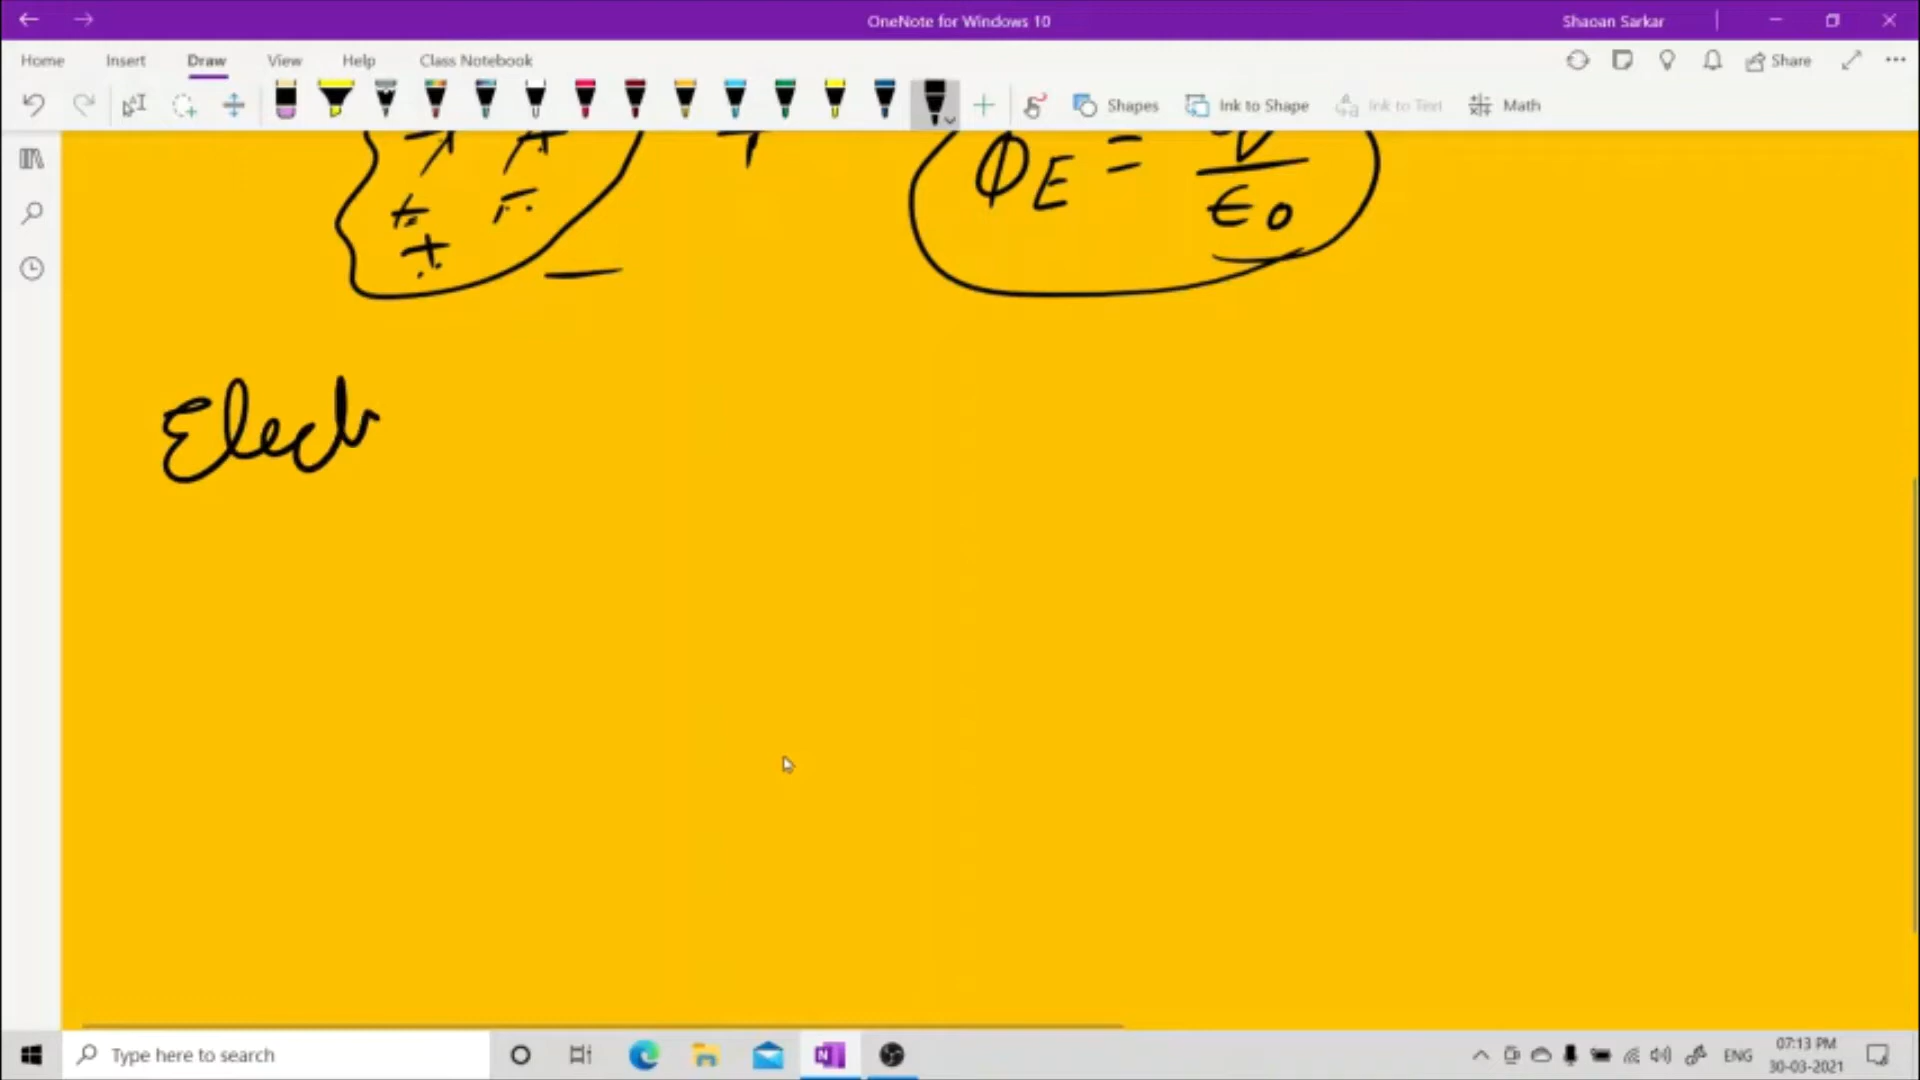 OneNote for Windows 10
Shaoan Sarkar
Home Insert Draw View Help Class Notebook
Share
Shapes Ink to Shape Ink to Text Math
ΦE = 
ϵ0
Electr
Type here to search
ENG
07:13 PM
30-03-2021